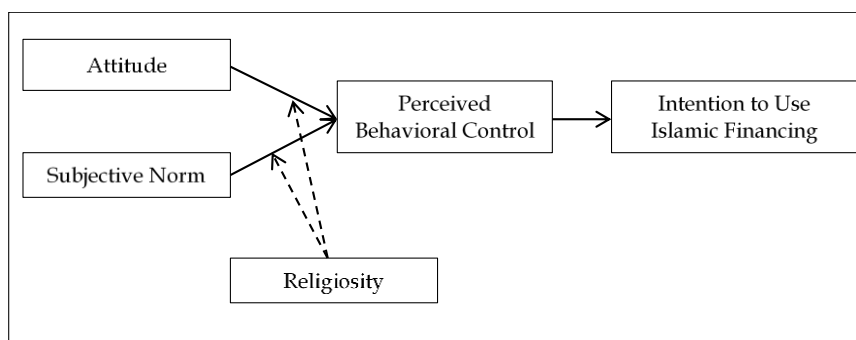 Attitude
Perceived
Behavioral Control
Intention to Use
Islamic Financing
Subjective Norm
Religiosity